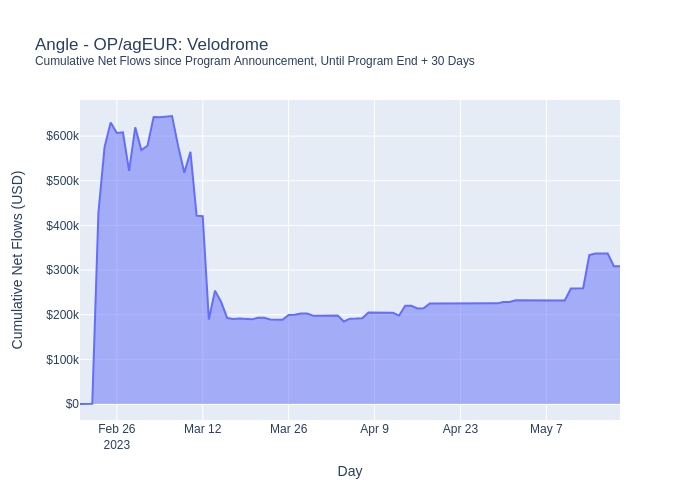 Angle - OP/agEUR: Velodrome
Cumulative Net Flows since Program Announcement, Until Program End + 30 Days
Cumulative Net Flows (USD)
$600k
$500k
$400k
$300k
$200k
$100k
$0
Feb 26 Mar 12 Mar 26 Apr 9 Apr 23 May 7
2023
Day